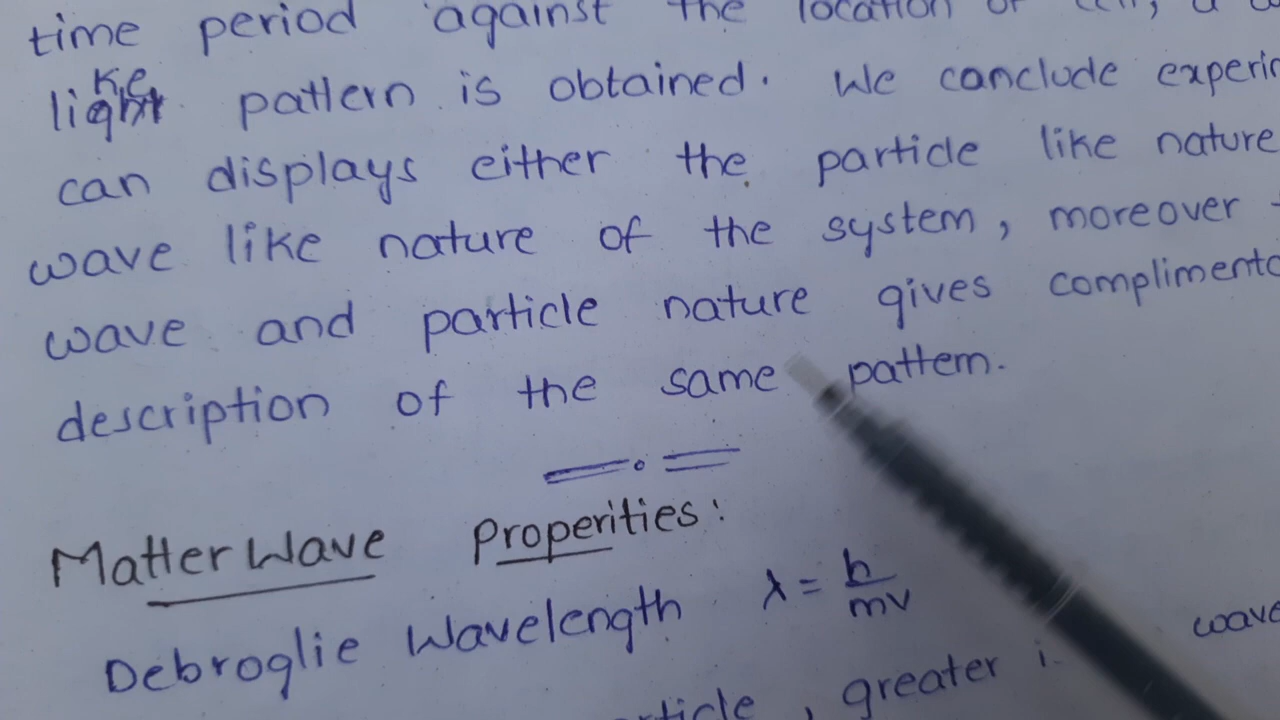 time period against the location of
ke
light pattern is obtained. We conclude
can displays either the particle like nature
wave like nature of the system, moreover
wave and particle nature gives
description of the same pattern.
Matter Wave Properities:
Debroglie Wavelength λ = h/mv
, greater